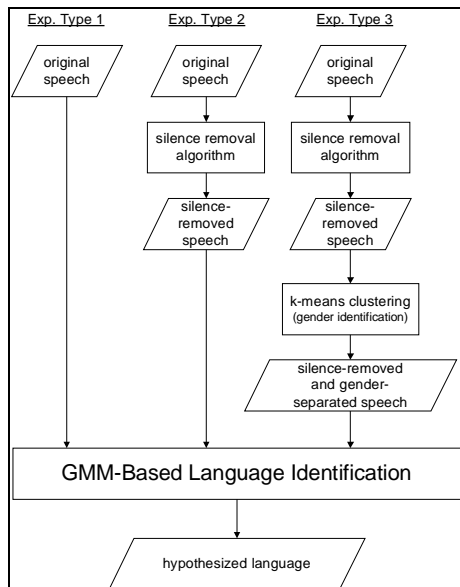 Exp. Type 1
Exp. Type 2
Exp. Type 3
original
speech
original
speech
original
speech
silence removal
algorithm
silence removal
algorithm
silence-
removed
speech
silence-
removed
speech
k-means clustering
(gender identification)
silence-removed
and gender-
separated speech
GMM-Based Language Identification
hypothesized language